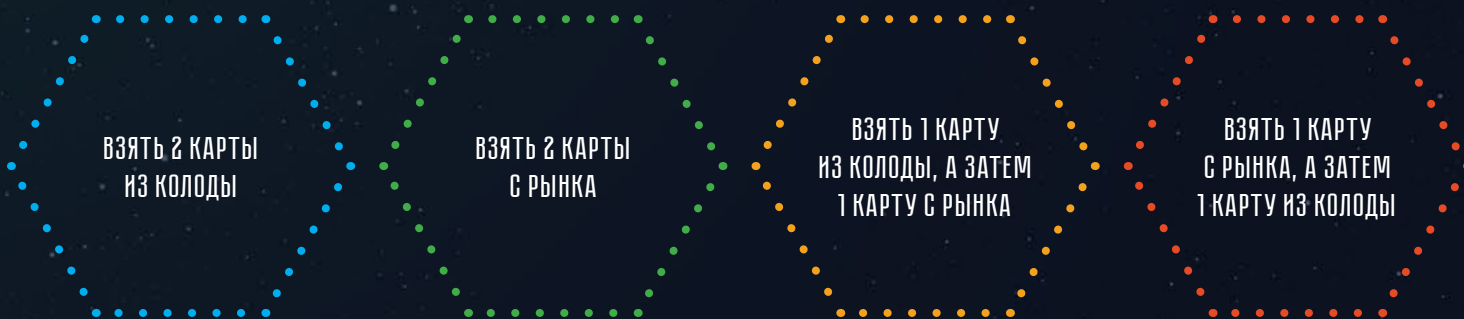 ВЗЯТЬ 2 КАРТЫ
ИЗ КОЛОДЫ
ВЗЯТЬ 2 КАРТЫ
С РЫНКА
ВЗЯТЬ 1 КАРТУ
ИЗ КОЛОДЫ, А ЗАТЕМ
1 КАРТУ С РЫНКА
ВЗЯТЬ 1 КАРТУ
С РЫНКА, А ЗАТЕМ
1 КАРТУ ИЗ КОЛОДЫ